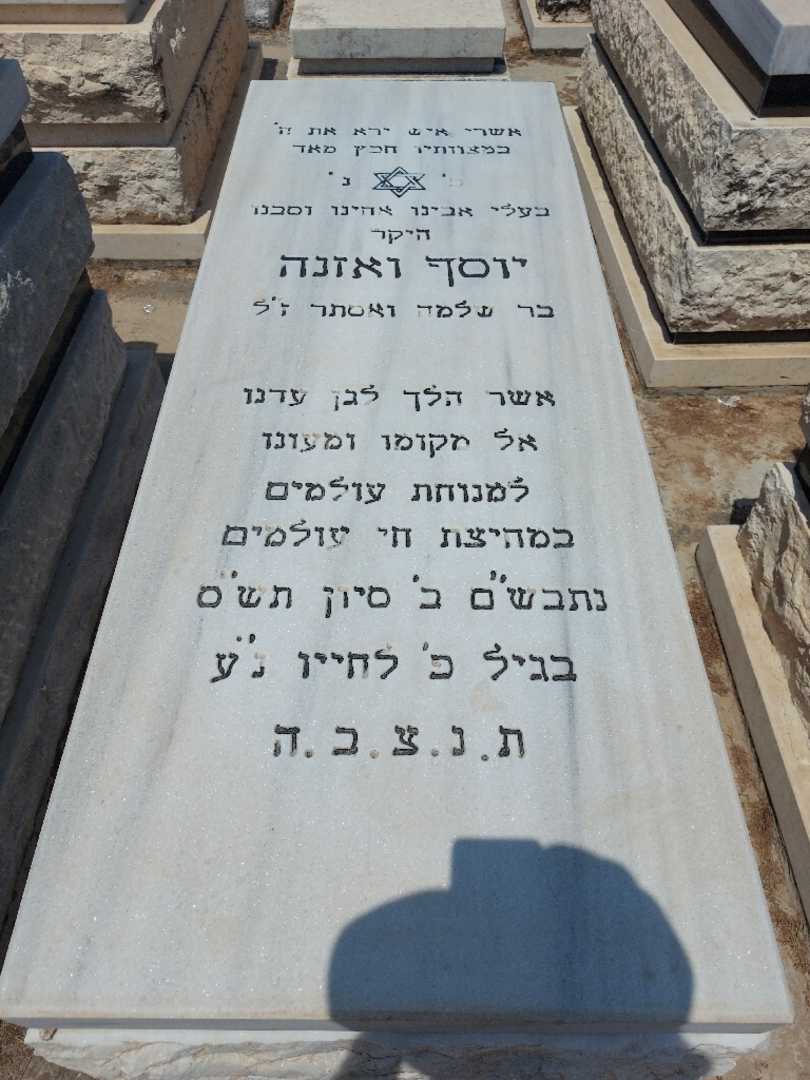 אשרי איש ירא את ה'
במצוותיו חפץ מאד
פ' נ'
בעלי אבינו אחינו וסבנו
היקר
יוסף ואזנה
בר שלמה ואסתר ז"ל
אשר הלך לגן עדנו
אל מקומו ומעונו
למנוחת עולמים
במחיצת חי עולמים
נתבש"ם ב' סיון תש"ס
בגיל פ' לחייו נ"ע
ת.נ.צ.ב.ה